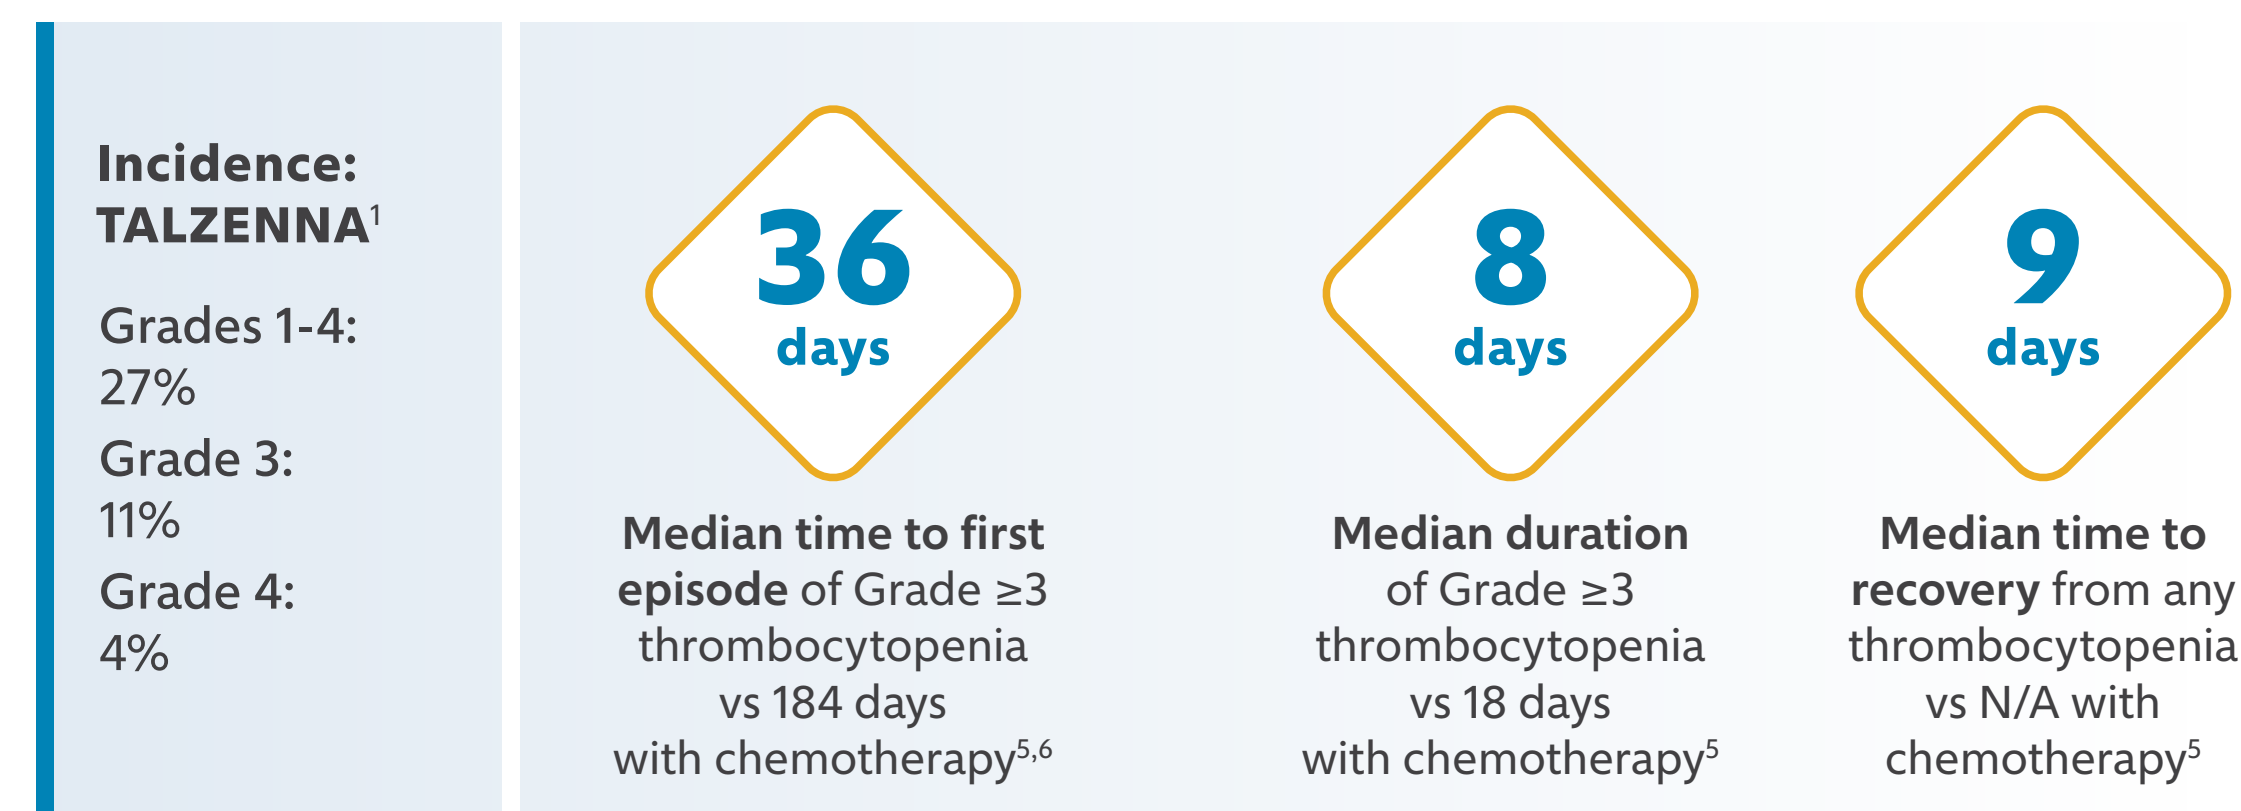 Incidence:
TALZENNA¹
Grades 1-4:
27%
Grade 3:
11%
Grade 4:
4%
36
days
Median time to first
episode of Grade ≥3
thrombocytopenia
vs 184 days
with chemotherapy⁵,⁶
8
days
Median duration
of Grade ≥3
thrombocytopenia
vs 18 days
with chemotherapy⁵
9
days
Median time to
recovery from any
thrombocytopenia
vs N/A with
chemotherapy⁵